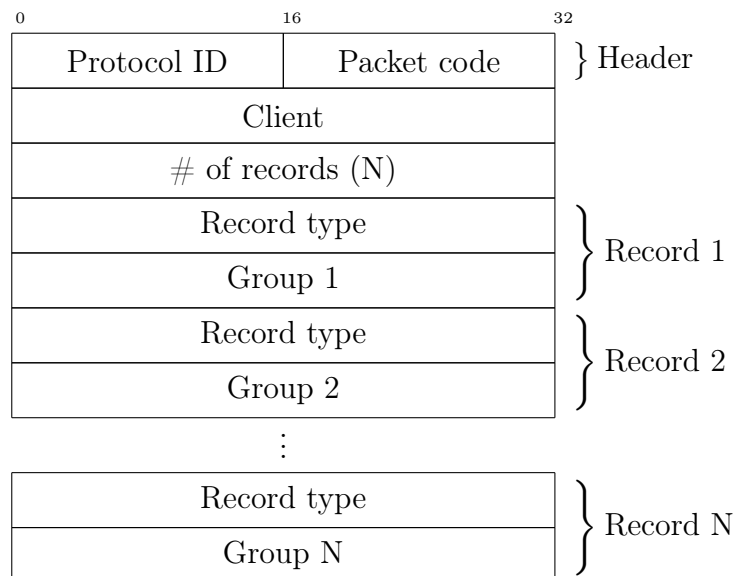 0 16 32
Protocol ID Packet code } Header
Client
# of records (N)
Record type
Group 1
Record 1
Record type
Group 2
Record 2
⋮
Record type
Group N
Record N